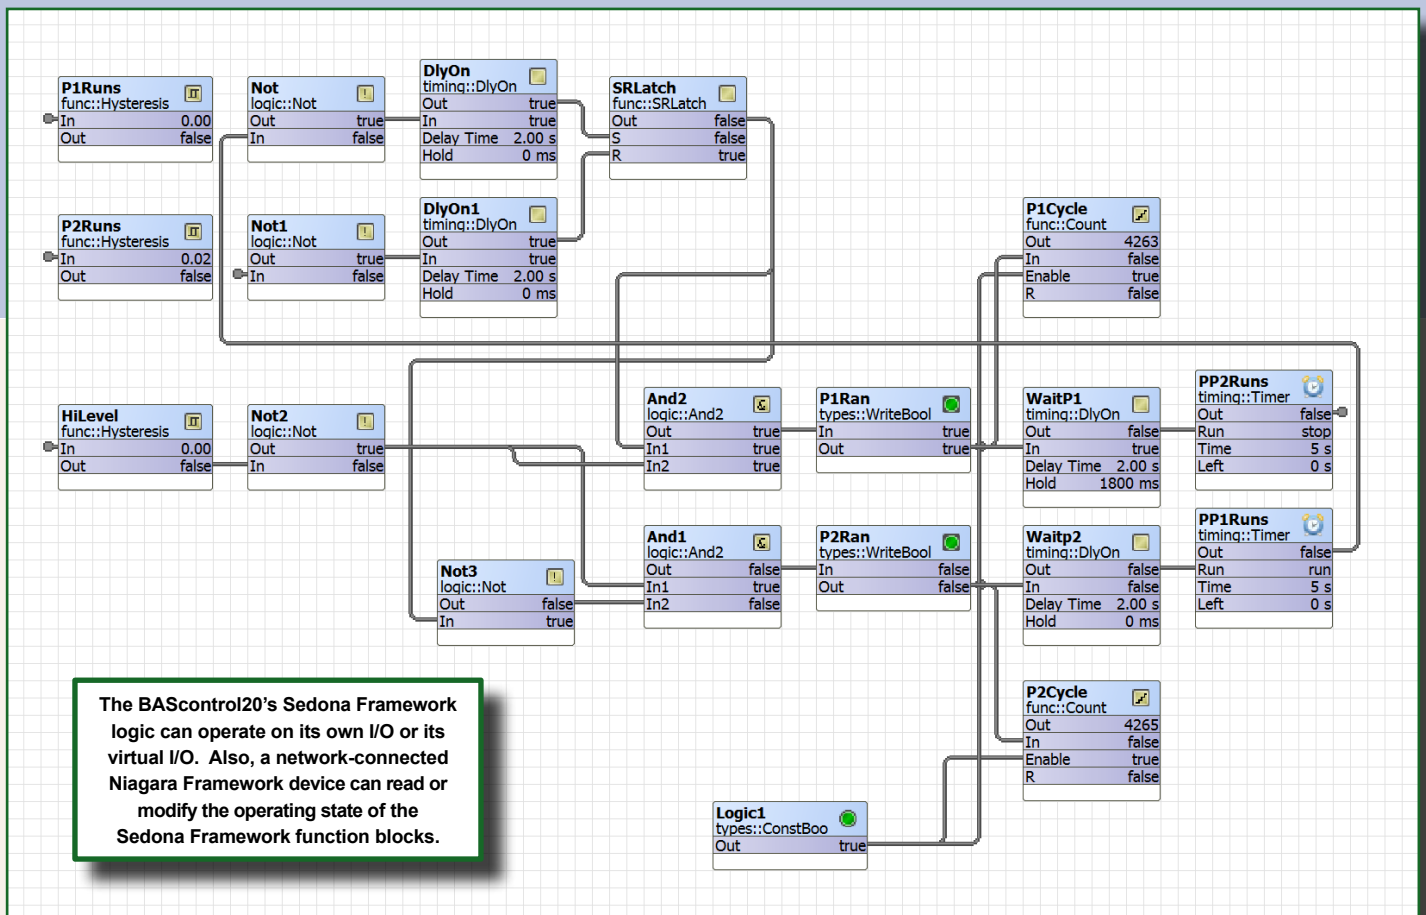 P1Runs
func::Hysteresis
In 0.00
Out false
Not
logic::Not
Out true
In false
DlyOn
timing::DlyOn
Out true
In true
Delay Time 2.00 s
Hold 0 ms
SRLatch
func::SRLatch
Out false
S false
R true
P2Runs
func::Hysteresis
In 0.02
Out false
Not1
logic::Not
Out true
In false
DlyOn1
timing::DlyOn
Out true
In true
Delay Time 2.00 s
Hold 0 ms
P1Cycle
func::Count
Out 4263
In false
Enable true
R false
HiLevel
func::Hysteresis
In 0.00
Out false
Not2
logic::Not
Out true
In false
And2
logic::And2
Out true
In1 true
In2 true
P1Ran
types::WriteBool
In true
Out true
WaitP1
timing::DlyOn
Out false
In true
Delay Time 2.00 s
Hold 1800 ms
PP2Runs
timing::Timer
Out false
Run stop
Time 5 s
Left 0 s
Not3
logic::Not
Out false
In true
And1
logic::And2
Out false
In1 true
In2 false
P2Ran
types::WriteBool
In false
Out false
Waitp2
timing::DlyOn
Out false
In false
Delay Time 2.00 s
Hold 0 ms
PP1Runs
timing::Timer
Out false
Run run
Time 5 s
Left 0 s
P2Cycle
func::Count
Out 4265
In false
Enable true
R false
Logic1
types::ConstBoo
Out true
The BAScontrol20's Sedona Framework
logic can operate on its own I/O or its
virtual I/O. Also, a network-connected
Niagara Framework device can read or
modify the operating state of the
Sedona Framework function blocks.